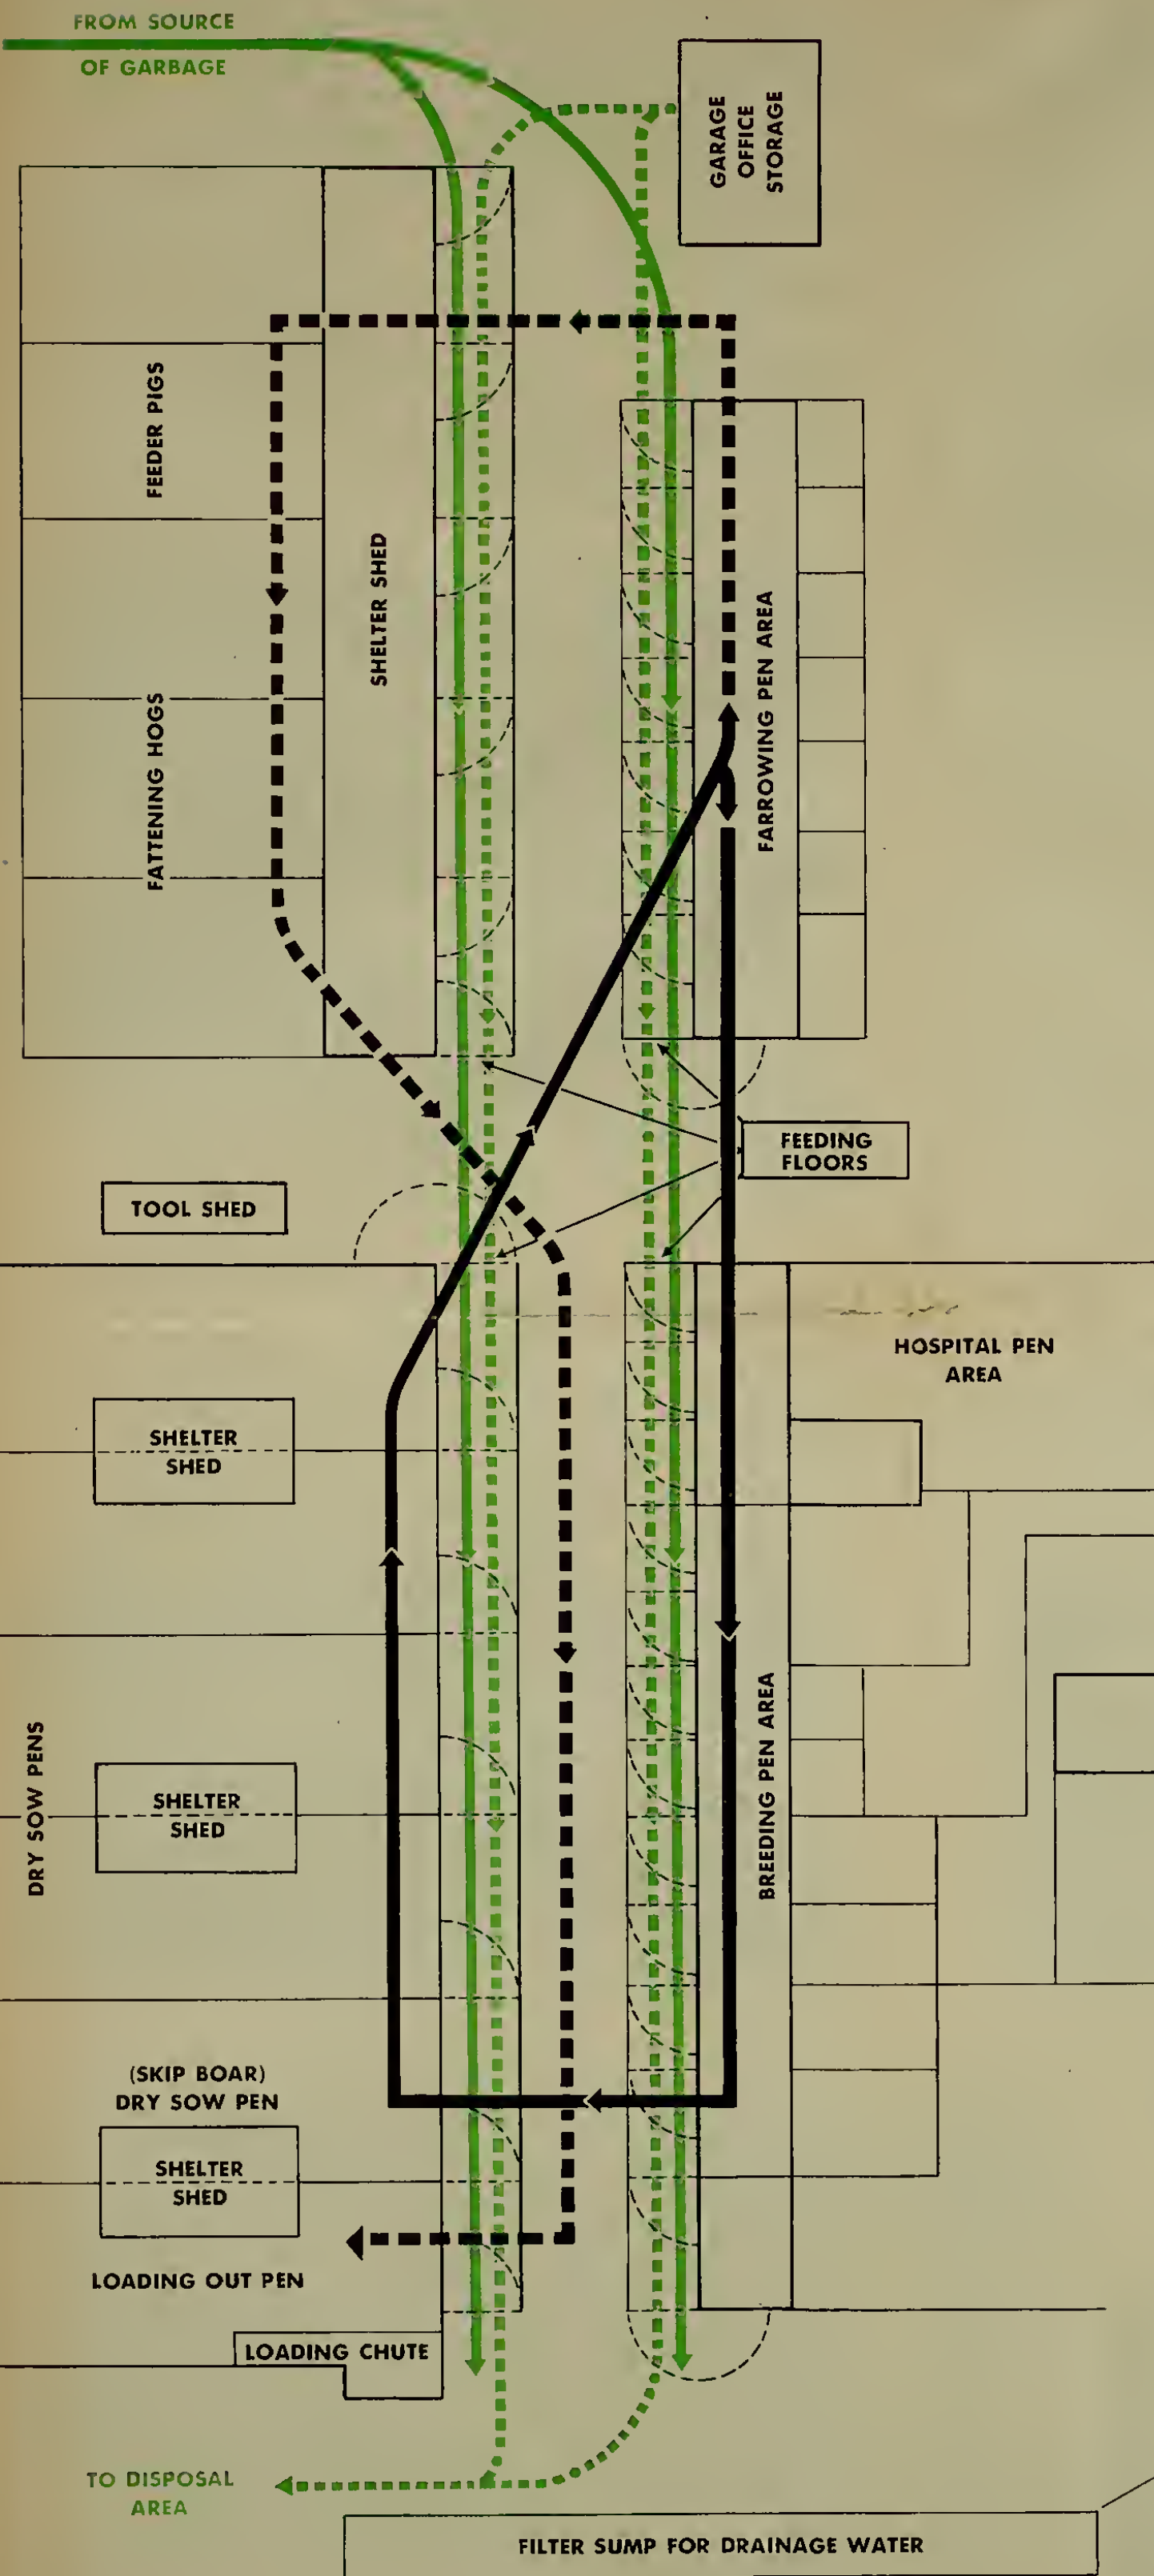 FROM SOURCE
OF GARBAGE
GARAGE
OFFICE
STORAGE
FEEDER PIGS
SHELTER SHED
FATTENING HOGS
FARROWING PEN AREA
FEEDING
FLOORS
TOOL SHED
HOSPITAL PEN
AREA
SHELTER
SHED
DRY SOW PENS
SHELTER
SHED
BREEDING PEN AREA
(SKIP BOAR)
DRY SOW PEN
SHELTER
SHED
LOADING OUT PEN
LOADING CHUTE
TO DISPOSAL
AREA
FILTER SUMP FOR DRAINAGE WATER